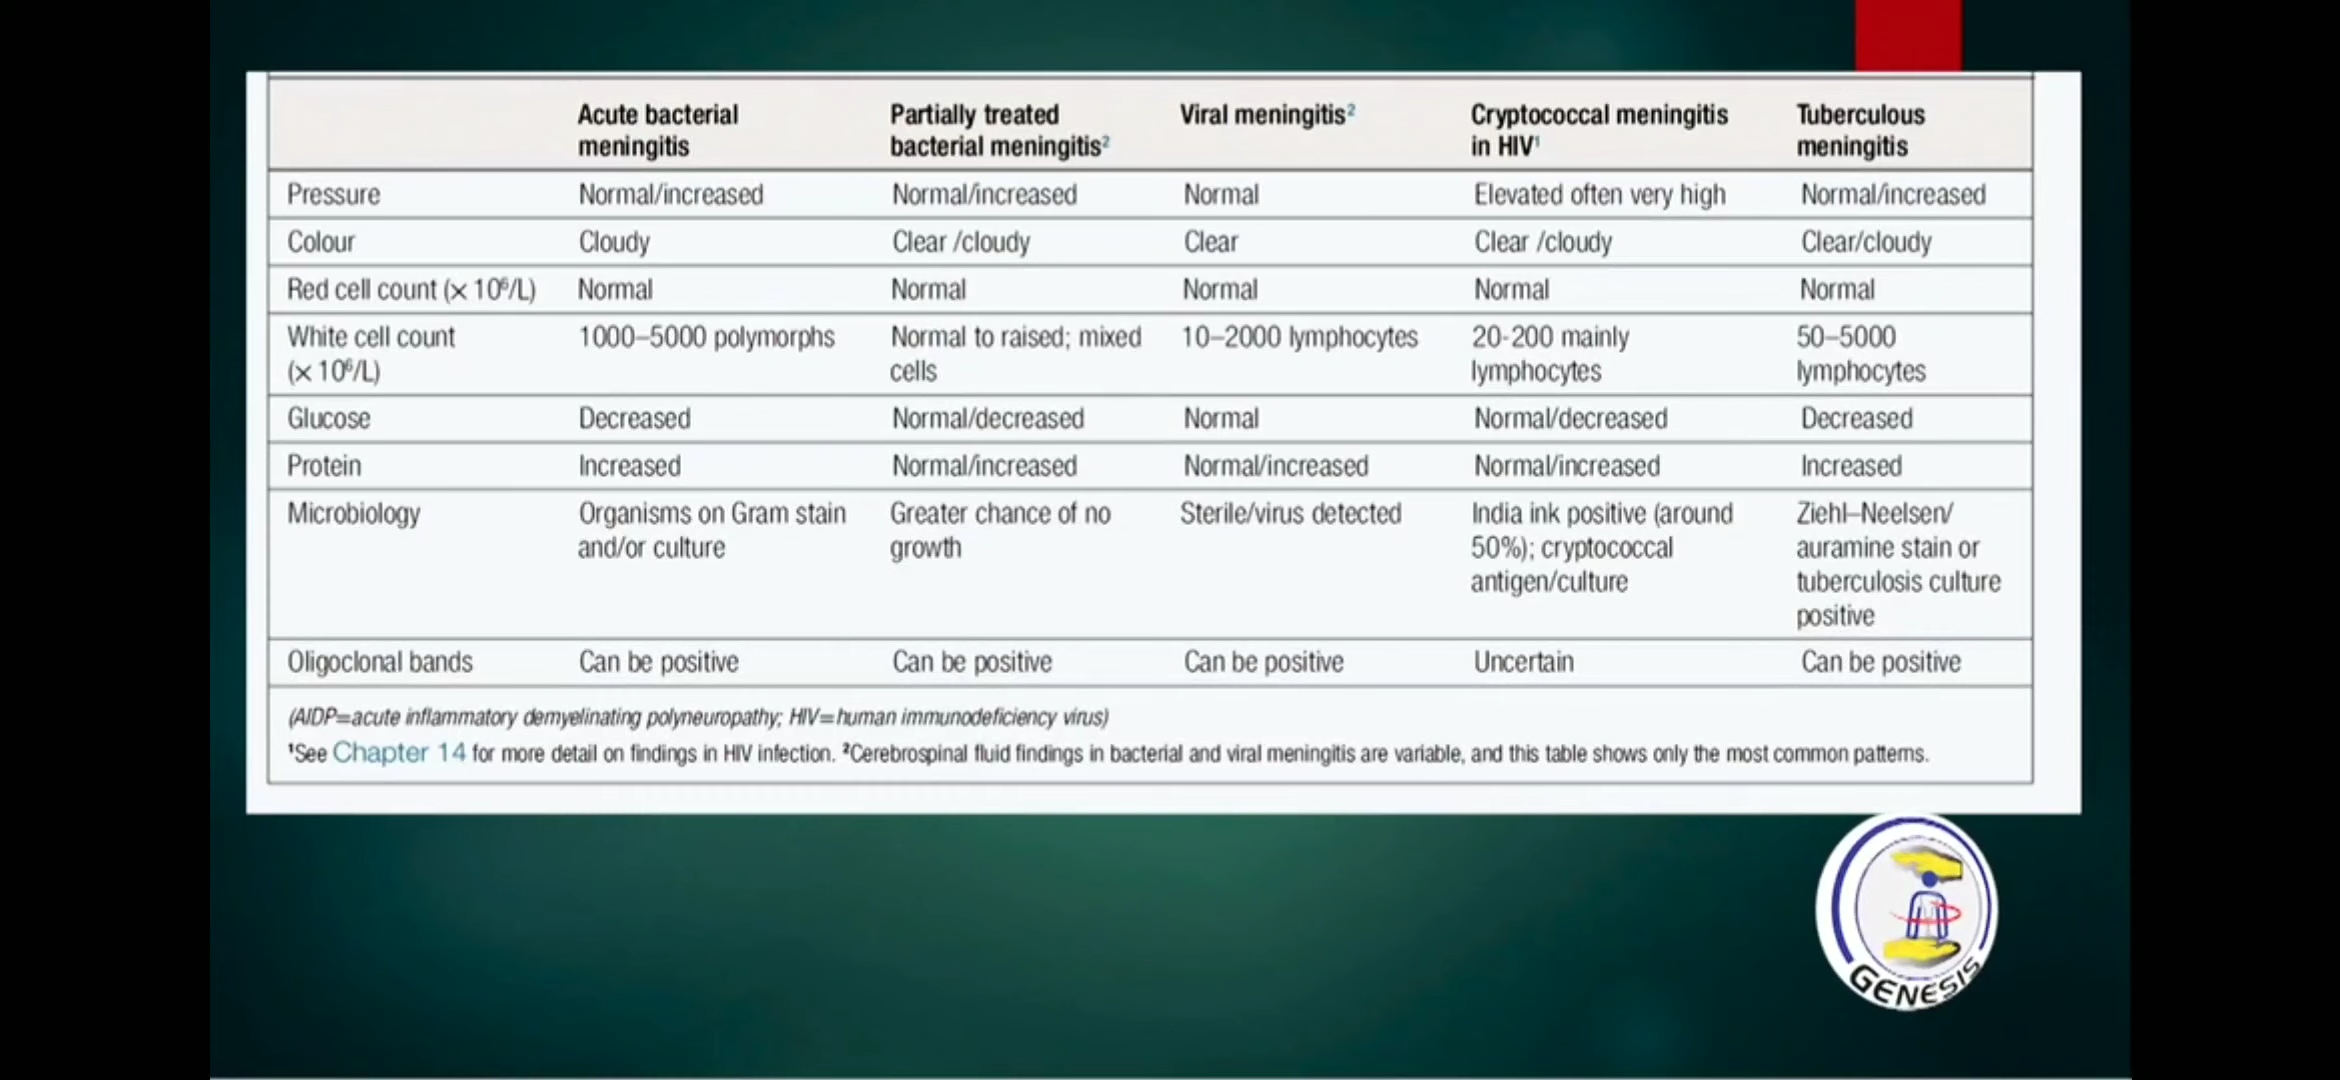 Acute bacterial meningitis
Partially treated bacterial meningitis²
Viral meningitis²
Cryptococcal meningitis in HIV¹
Tuberculous meningitis
Pressure Normal/increased Normal/increased Normal Elevated often very high Normal/increased
Colour Cloudy Clear /cloudy Clear Clear /cloudy Clear/cloudy
Red cell count (× 10⁶/L) Normal Normal Normal Normal Normal
White cell count (× 10⁶/L) 1000–5000 polymorphs Normal to raised; mixed cells 10–2000 lymphocytes 20-200 mainly lymphocytes 50–5000 lymphocytes
Glucose Decreased Normal/decreased Normal Normal/decreased Decreased
Protein Increased Normal/increased Normal/increased Normal/increased Increased
Microbiology Organisms on Gram stain and/or culture Greater chance of no growth Sterile/virus detected India ink positive (around 50%); cryptococcal antigen/culture Ziehl–Neelsen/ auramine stain or tuberculosis culture positive
Oligoclonal bands Can be positive Can be positive Can be positive Uncertain Can be positive
(AIDP=acute inflammatory demyelinating polyneuropathy; HIV=human immunodeficiency virus)
¹See Chapter 14 for more detail on findings in HIV infection. ²Cerebrospinal fluid findings in bacterial and viral meningitis are variable, and this table shows only the most common patterns.
GENESIS